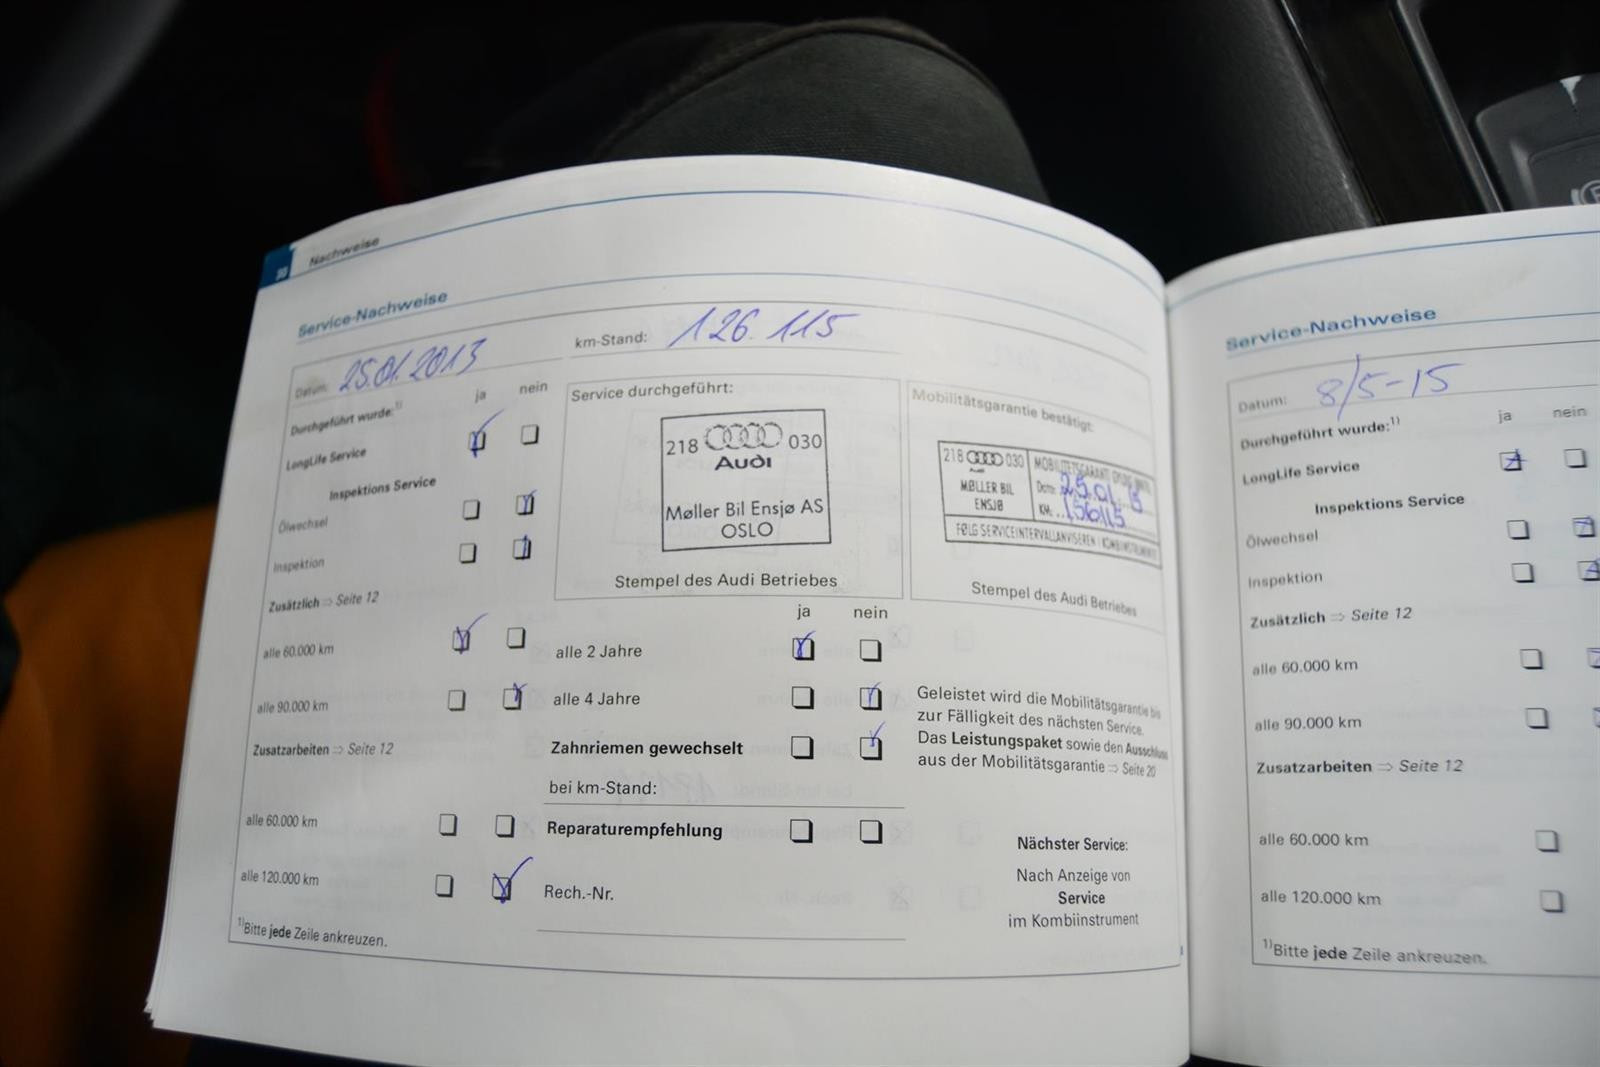 30 Nachweise
Service-Nachweise
Datum: 25.01.2013 km-Stand: 126.115
Durchgeführt wurde:1) ja nein
LongLife Service
Inspektions Service
Ölwechsel
Inspektion
Zusätzlich ⇒ Seite 12
alle 60.000 km
alle 90.000 km
Zusatzarbeiten ⇒ Seite 12
alle 60.000 km
alle 120.000 km
1)Bitte jede Zeile ankreuzen.
Service durchgeführt:
218 030
Audi
Møller Bil Ensjø AS
OSLO
Stempel des Audi Betriebes
ja nein
alle 2 Jahre
alle 4 Jahre
Zahnriemen gewechselt
bei km-Stand:
Reparaturempfehlung
Rech.-Nr.
Mobilitätsgarantie bestätigt:
218 030
MØLLER BIL
ENSJØ
Dato: 25.01.
KM:
FØLG SERVICEINTERVALLANVISEREN I KOMBIINSTRUMENTET
Stempel des Audi Betriebes
Geleistet wird die Mobilitätsgarantie bis
zur Fälligkeit des nächsten Service.
Das Leistungspaket sowie den Ausschluss
aus der Mobilitätsgarantie ⇒ Seite 20
Nächster Service:
Nach Anzeige von
Service
im Kombiinstrument
Service-Nachweise
Datum: 8/5-15
Durchgeführt wurde:1) ja nein
LongLife Service
Inspektions Service
Ölwechsel
Inspektion
Zusätzlich ⇒ Seite 12
alle 60.000 km
alle 90.000 km
Zusatzarbeiten ⇒ Seite 12
alle 60.000 km
alle 120.000 km
1)Bitte jede Zeile ankreuzen.